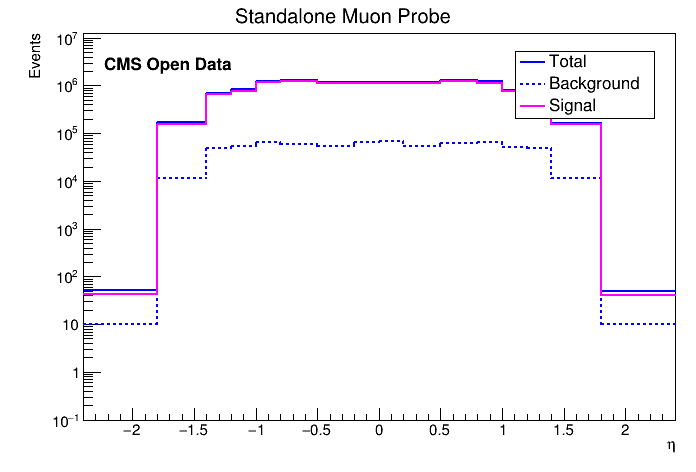 Standalone Muon Probe
Events
CMS Open Data
Total
Background
Signal
10⁷
10⁶
10⁵
10⁴
10³
10²
10
1
10⁻¹
−2 −1.5 −1 −0.5 0 0.5 1 1.5 2
η